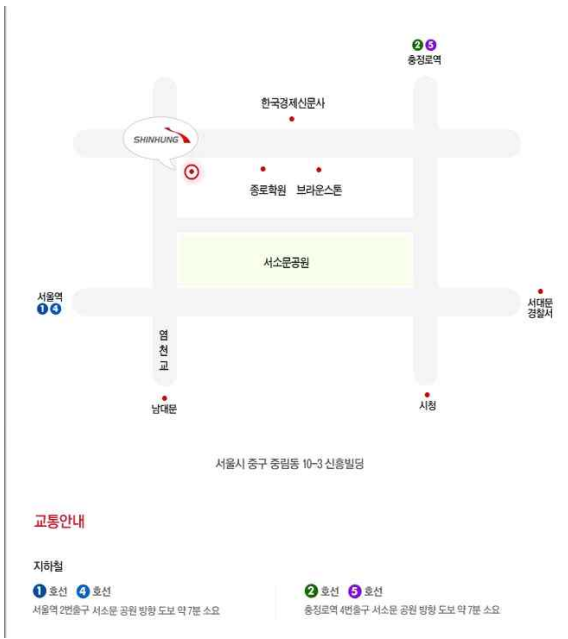 2 5
충정로역
한국경제신문사
SHINHUNG
종로학원 브라운스톤
서소문공원
서울역
1 4
서대문
경찰서
염
천
교
남대문
시청
서울시 중구 중림동 10-3 신흥빌딩
교통안내
지하철
1 호선 4 호선
서울역 2번출구 서소문 공원 방향 도보 약 7분 소요
2 호선 5 호선
충정로역 4번출구 서소문 공원 방향 도보 약 7분 소요